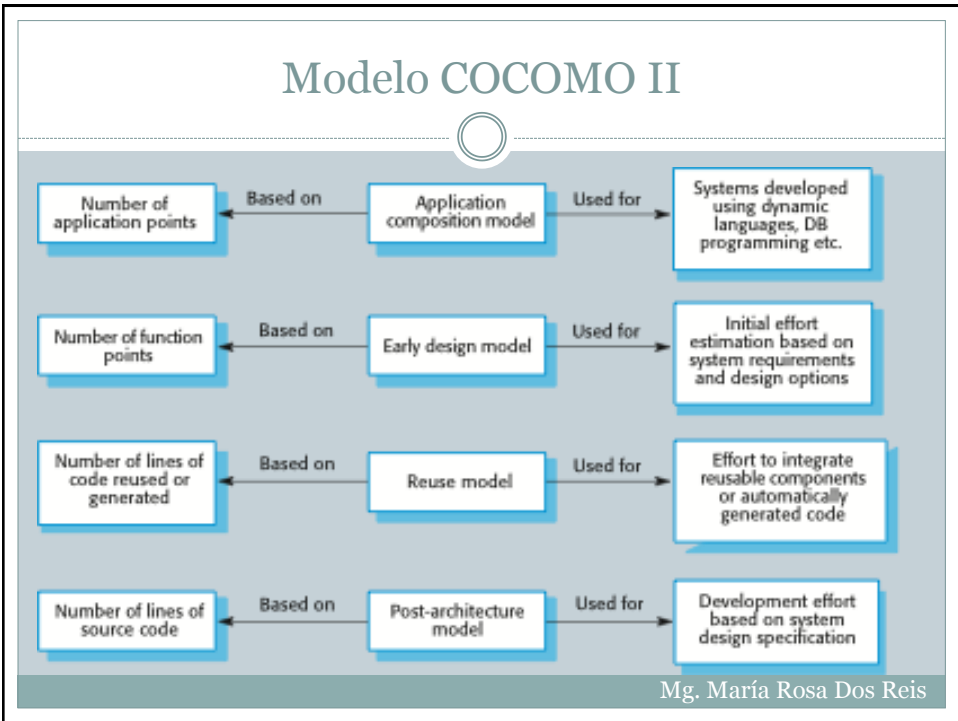 Modelo COCOMO II
Number of
application points
Based on
Application
composition model
Used for
Systems developed
using dynamic
languages, DB
programming etc.
Number of function
points
Based on
Early design model
Used for
Initial effort
estimation based on
system requirements
and design options
Number of lines of
code reused or
generated
Based on
Reuse model
Used for
Effort to integrate
reusable components
or automatically
generated code
Number of lines of
source code
Based on
Post-architecture
model
Used for
Development effort
based on system
design specification
Mg. María Rosa Dos Reis